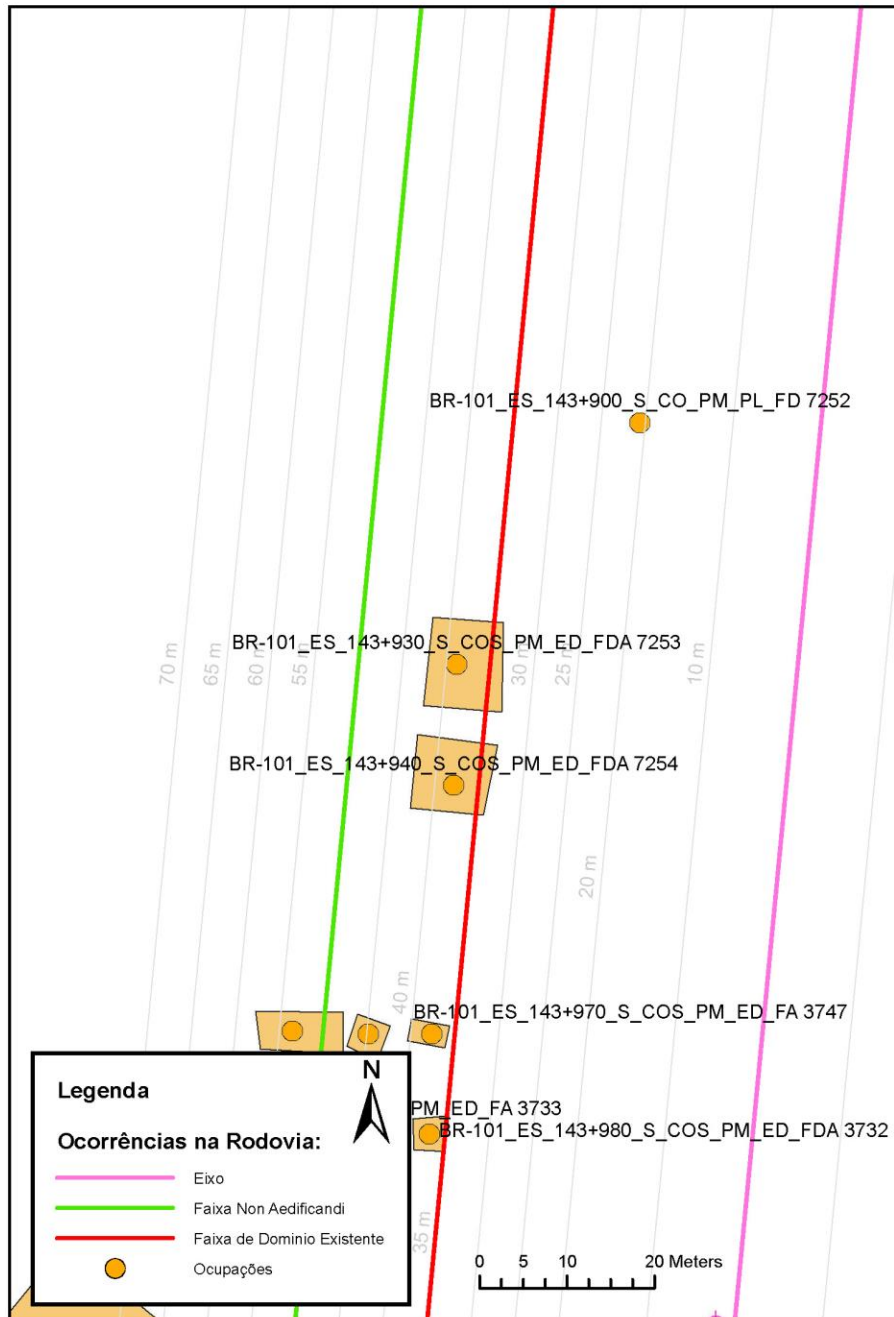 BR-101_ES_143+900_S_CO_PM_PL_FD 7252
BR-101_ES_143+930_S_COS_PM_ED_FDA 7253
70 m
65 m
60 m
55 m
30 m
25 m
10 m
BR-101_ES_143+940_S_COS_PM_ED_FDA 7254
20 m
40 m
BR-101_ES_143+970_S_COS_PM_ED_FA 3747
PM_ED_FA 3733
BR-101_ES_143+980_S_COS_PM_ED_FDA 3732
35 m
N
Legenda
Ocorrências na Rodovia:
Eixo
Faixa Non Aedificandi
Faixa de Dominio Existente
Ocupações
0 5 10 20 Meters